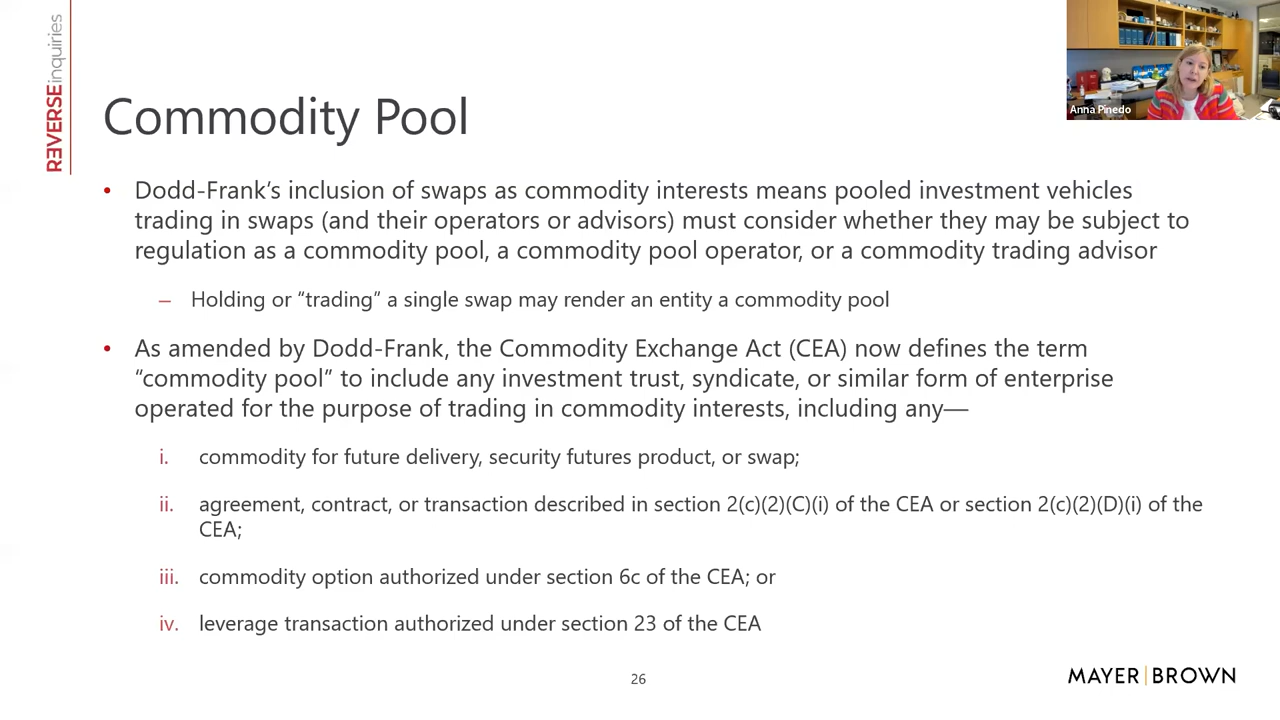 REVERSEinquiries
Anna Pinedo
Commodity Pool
• Dodd-Frank’s inclusion of swaps as commodity interests means pooled investment vehicles
trading in swaps (and their operators or advisors) must consider whether they may be subject to
regulation as a commodity pool, a commodity pool operator, or a commodity trading advisor
– Holding or “trading” a single swap may render an entity a commodity pool
• As amended by Dodd-Frank, the Commodity Exchange Act (CEA) now defines the term
“commodity pool” to include any investment trust, syndicate, or similar form of enterprise
operated for the purpose of trading in commodity interests, including any—
i. commodity for future delivery, security futures product, or swap;
ii. agreement, contract, or transaction described in section 2(c)(2)(C)(i) of the CEA or section 2(c)(2)(D)(i) of the
CEA;
iii. commodity option authorized under section 6c of the CEA; or
iv. leverage transaction authorized under section 23 of the CEA
26
MAYER | BROWN